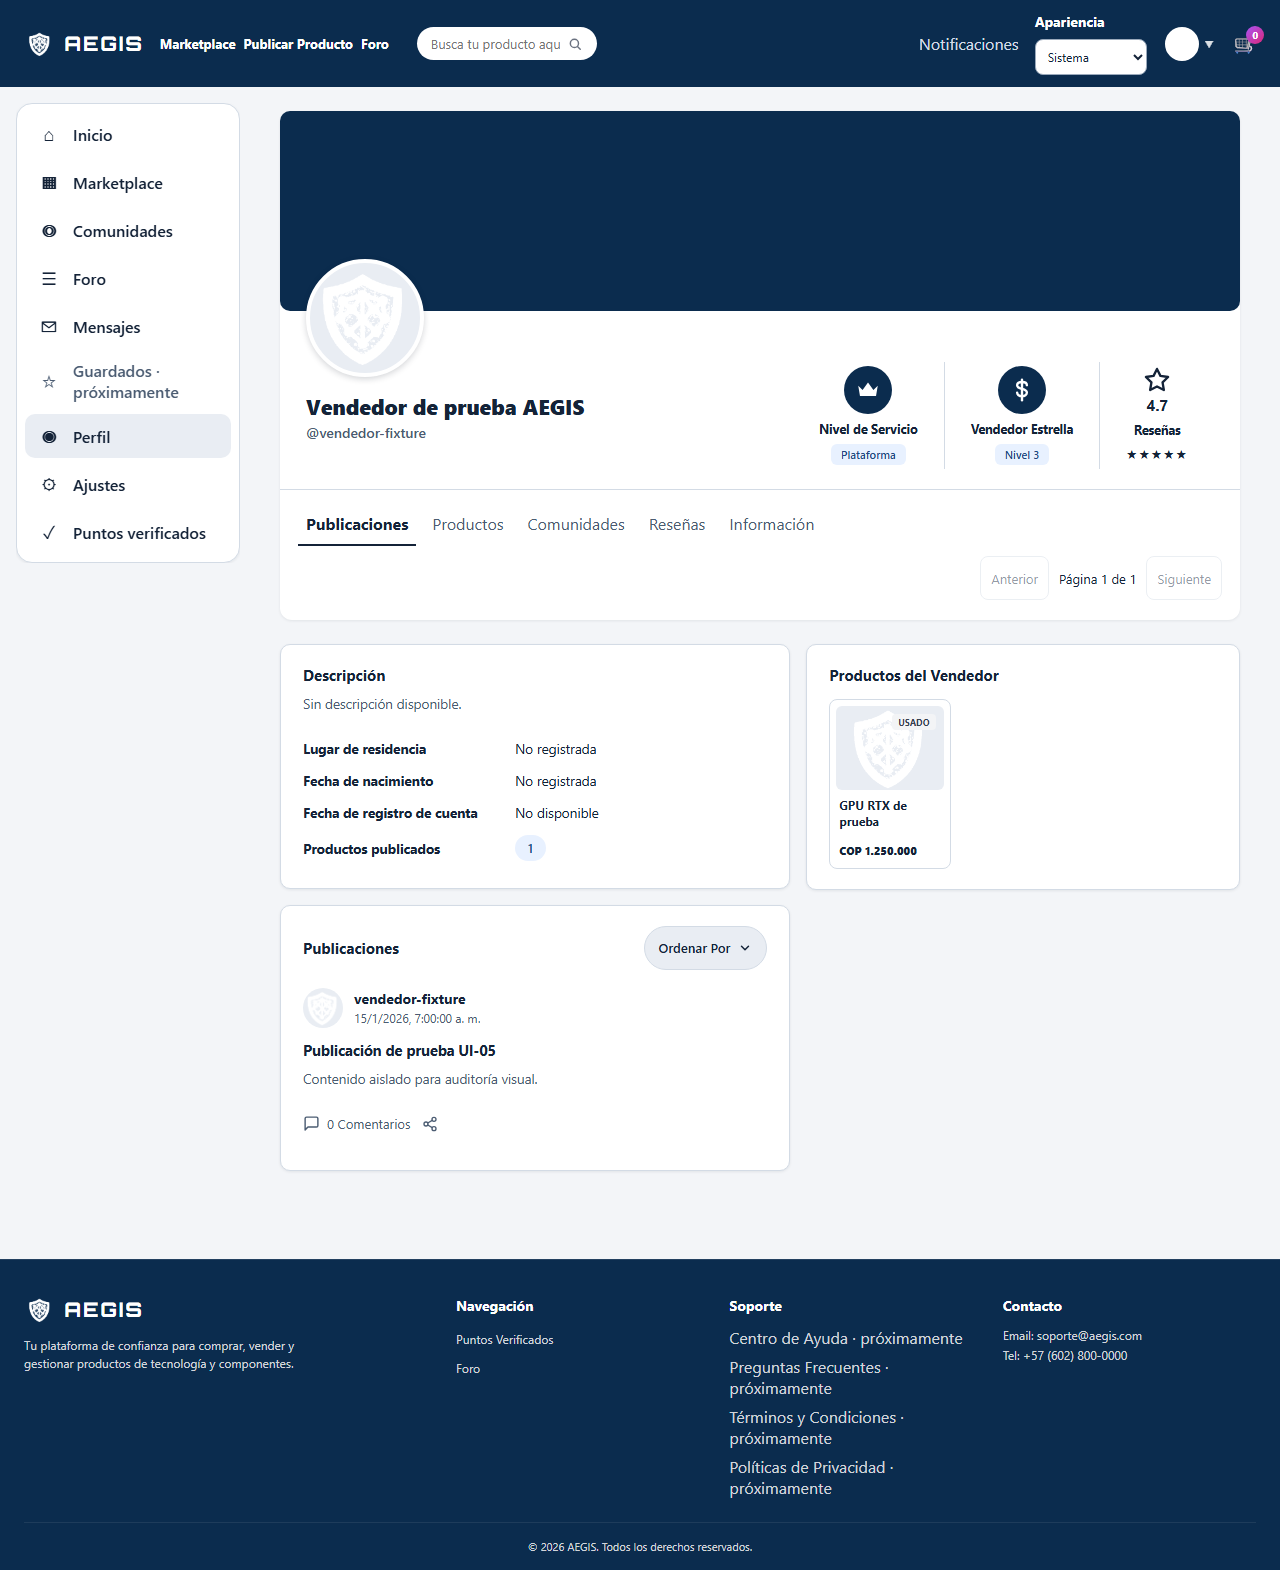 AEGIS
Marketplace Publicar Producto Foro
Busca tu producto aqu
Notificaciones
Apariencia
Sistema
0
Inicio
Marketplace
Comunidades
Foro
Mensajes
Guardados ·
próximamente
Perfil
Ajustes
Puntos verificados
Vendedor de prueba AEGIS
@vendedor-fixture
Nivel de Servicio
Plataforma
Vendedor Estrella
Nivel 3
4.7
Reseñas
★★★★★
Publicaciones Productos Comunidades Reseñas Información
Anterior Página 1 de 1 Siguiente
Descripción
Sin descripción disponible.
Lugar de residencia No registrada
Fecha de nacimiento No registrada
Fecha de registro de cuenta No disponible
Productos publicados 1
Productos del Vendedor
USADO
GPU RTX de
prueba
COP 1.250.000
Publicaciones
Ordenar Por
vendedor-fixture
15/1/2026, 7:00:00 a. m.
Publicación de prueba UI-05
Contenido aislado para auditoría visual.
0 Comentarios
AEGIS
Tu plataforma de confianza para comprar, vender y
gestionar productos de tecnología y componentes.
Navegación
Puntos Verificados
Foro
Soporte
Centro de Ayuda · próximamente
Preguntas Frecuentes ·
próximamente
Términos y Condiciones ·
próximamente
Políticas de Privacidad ·
próximamente
Contacto
Email: soporte@aegis.com
Tel: +57 (602) 800-0000
© 2026 AEGIS. Todos los derechos reservados.